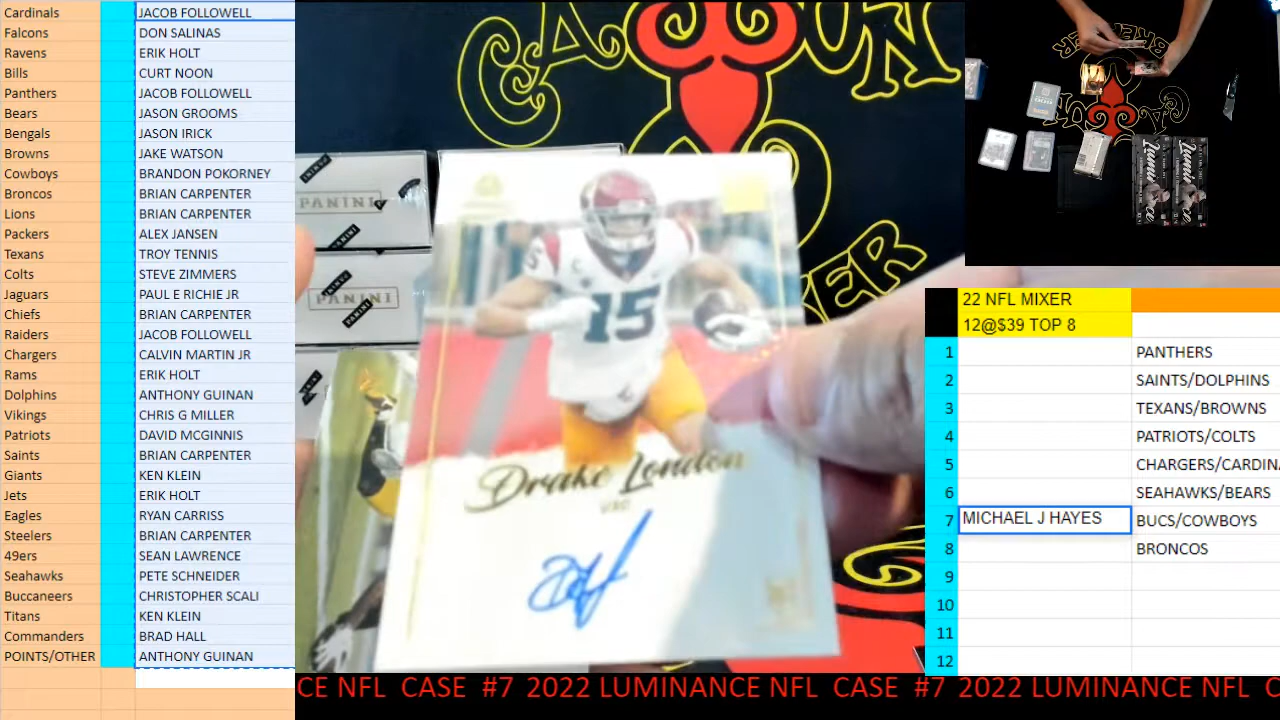 Cardinals JACOB FOLLOWELL
Falcons DON SALINAS
Ravens ERIK HOLT
Bills CURT NOON
Panthers JACOB FOLLOWELL
Bears JASON GROOMS
Bengals JASON IRICK
Browns JAKE WATSON
Cowboys BRANDON POKORNEY
Broncos BRIAN CARPENTER
Lions BRIAN CARPENTER
Packers ALEX JANSEN
Texans TROY TENNIS
Colts STEVE ZIMMERS
Jaguars PAUL E RICHIE JR
Chiefs BRIAN CARPENTER
Raiders JACOB FOLLOWELL
Chargers CALVIN MARTIN JR
Rams ERIK HOLT
Dolphins ANTHONY GUINAN
Vikings CHRIS G MILLER
Patriots DAVID MCGINNIS
Saints BRIAN CARPENTER
Giants KEN KLEIN
Jets ERIK HOLT
Eagles RYAN CARRISS
Steelers BRIAN CARPENTER
49ers SEAN LAWRENCE
Seahawks PETE SCHNEIDER
Buccaneers CHRISTOPHER SCALI
Titans KEN KLEIN
Commanders BRAD HALL
POINTS/OTHER ANTHONY GUINAN
PANINI
PANINI
PANINI
PANINI
15
Drake London
22 NFL MIXER
12@$39 TOP 8
1 PANTHERS
2 SAINTS/DOLPHINS
3 TEXANS/BROWNS
4 PATRIOTS/COLTS
5 CHARGERS/CARDIN
6 SEAHAWKS/BEARS
7 MICHAEL J HAYES BUCS/COWBOYS
8 BRONCOS
9
10
11
12
CE NFL CASE #7 2022 LUMINANCE NFL CASE #7 2022 LUMINANCE NFL C